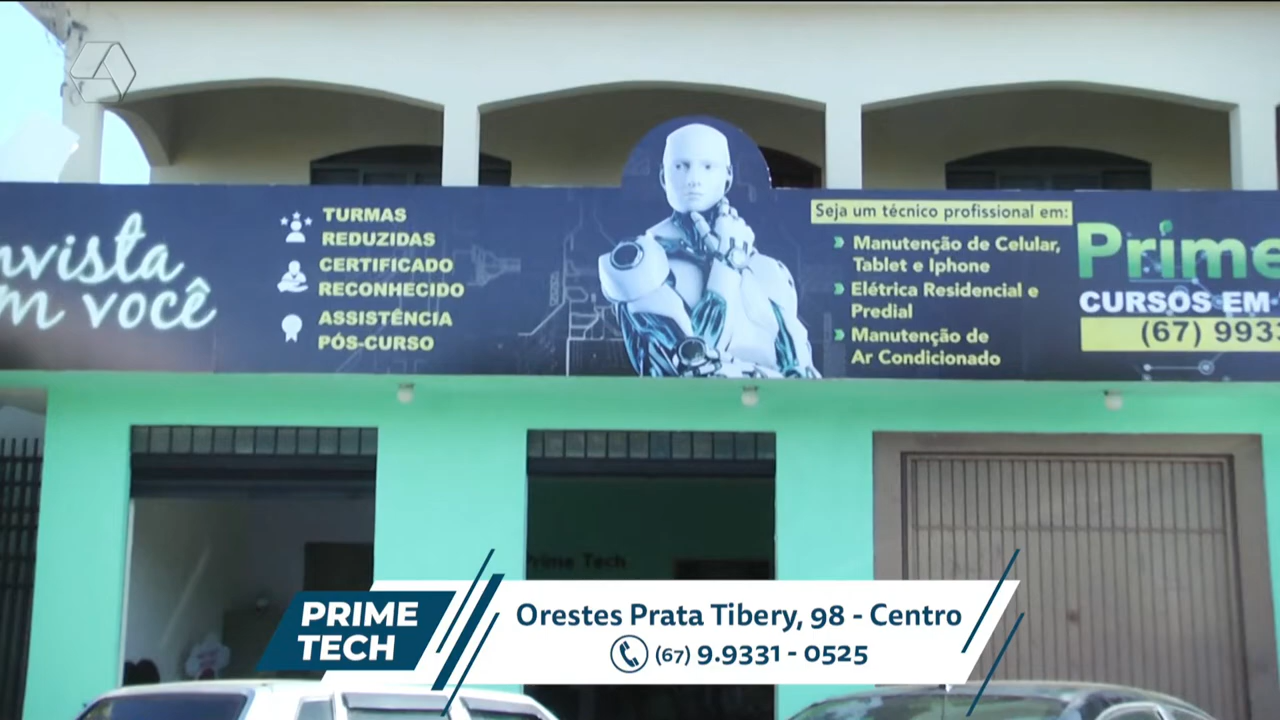 nvista
m você
TURMAS
REDUZIDAS
CERTIFICADO
RECONHECIDO
ASSISTÊNCIA
PÓS-CURSO
Seja um técnico profissional em:
Manutenção de Celular,
Tablet e Iphone
Elétrica Residencial e
Predial
Manutenção de
Ar Condicionado
Prime
CURSOS EM
(67) 993
Prime Tech
PRIME
TECH
Orestes Prata Tibery, 98 - Centro
(67) 9.9331 - 0525